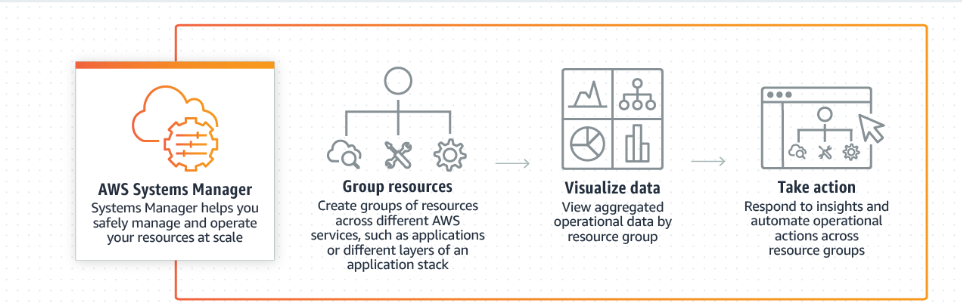 AWS Systems Manager
Systems Manager helps you
safely manage and operate
your resources at scale
Group resources
Create groups of resources
across different AWS
services, such as applications
or different layers of an
application stack
Visualize data
View aggregated
operational data by
resource group
Take action
Respond to insights and
automate operational
actions across
resource groups